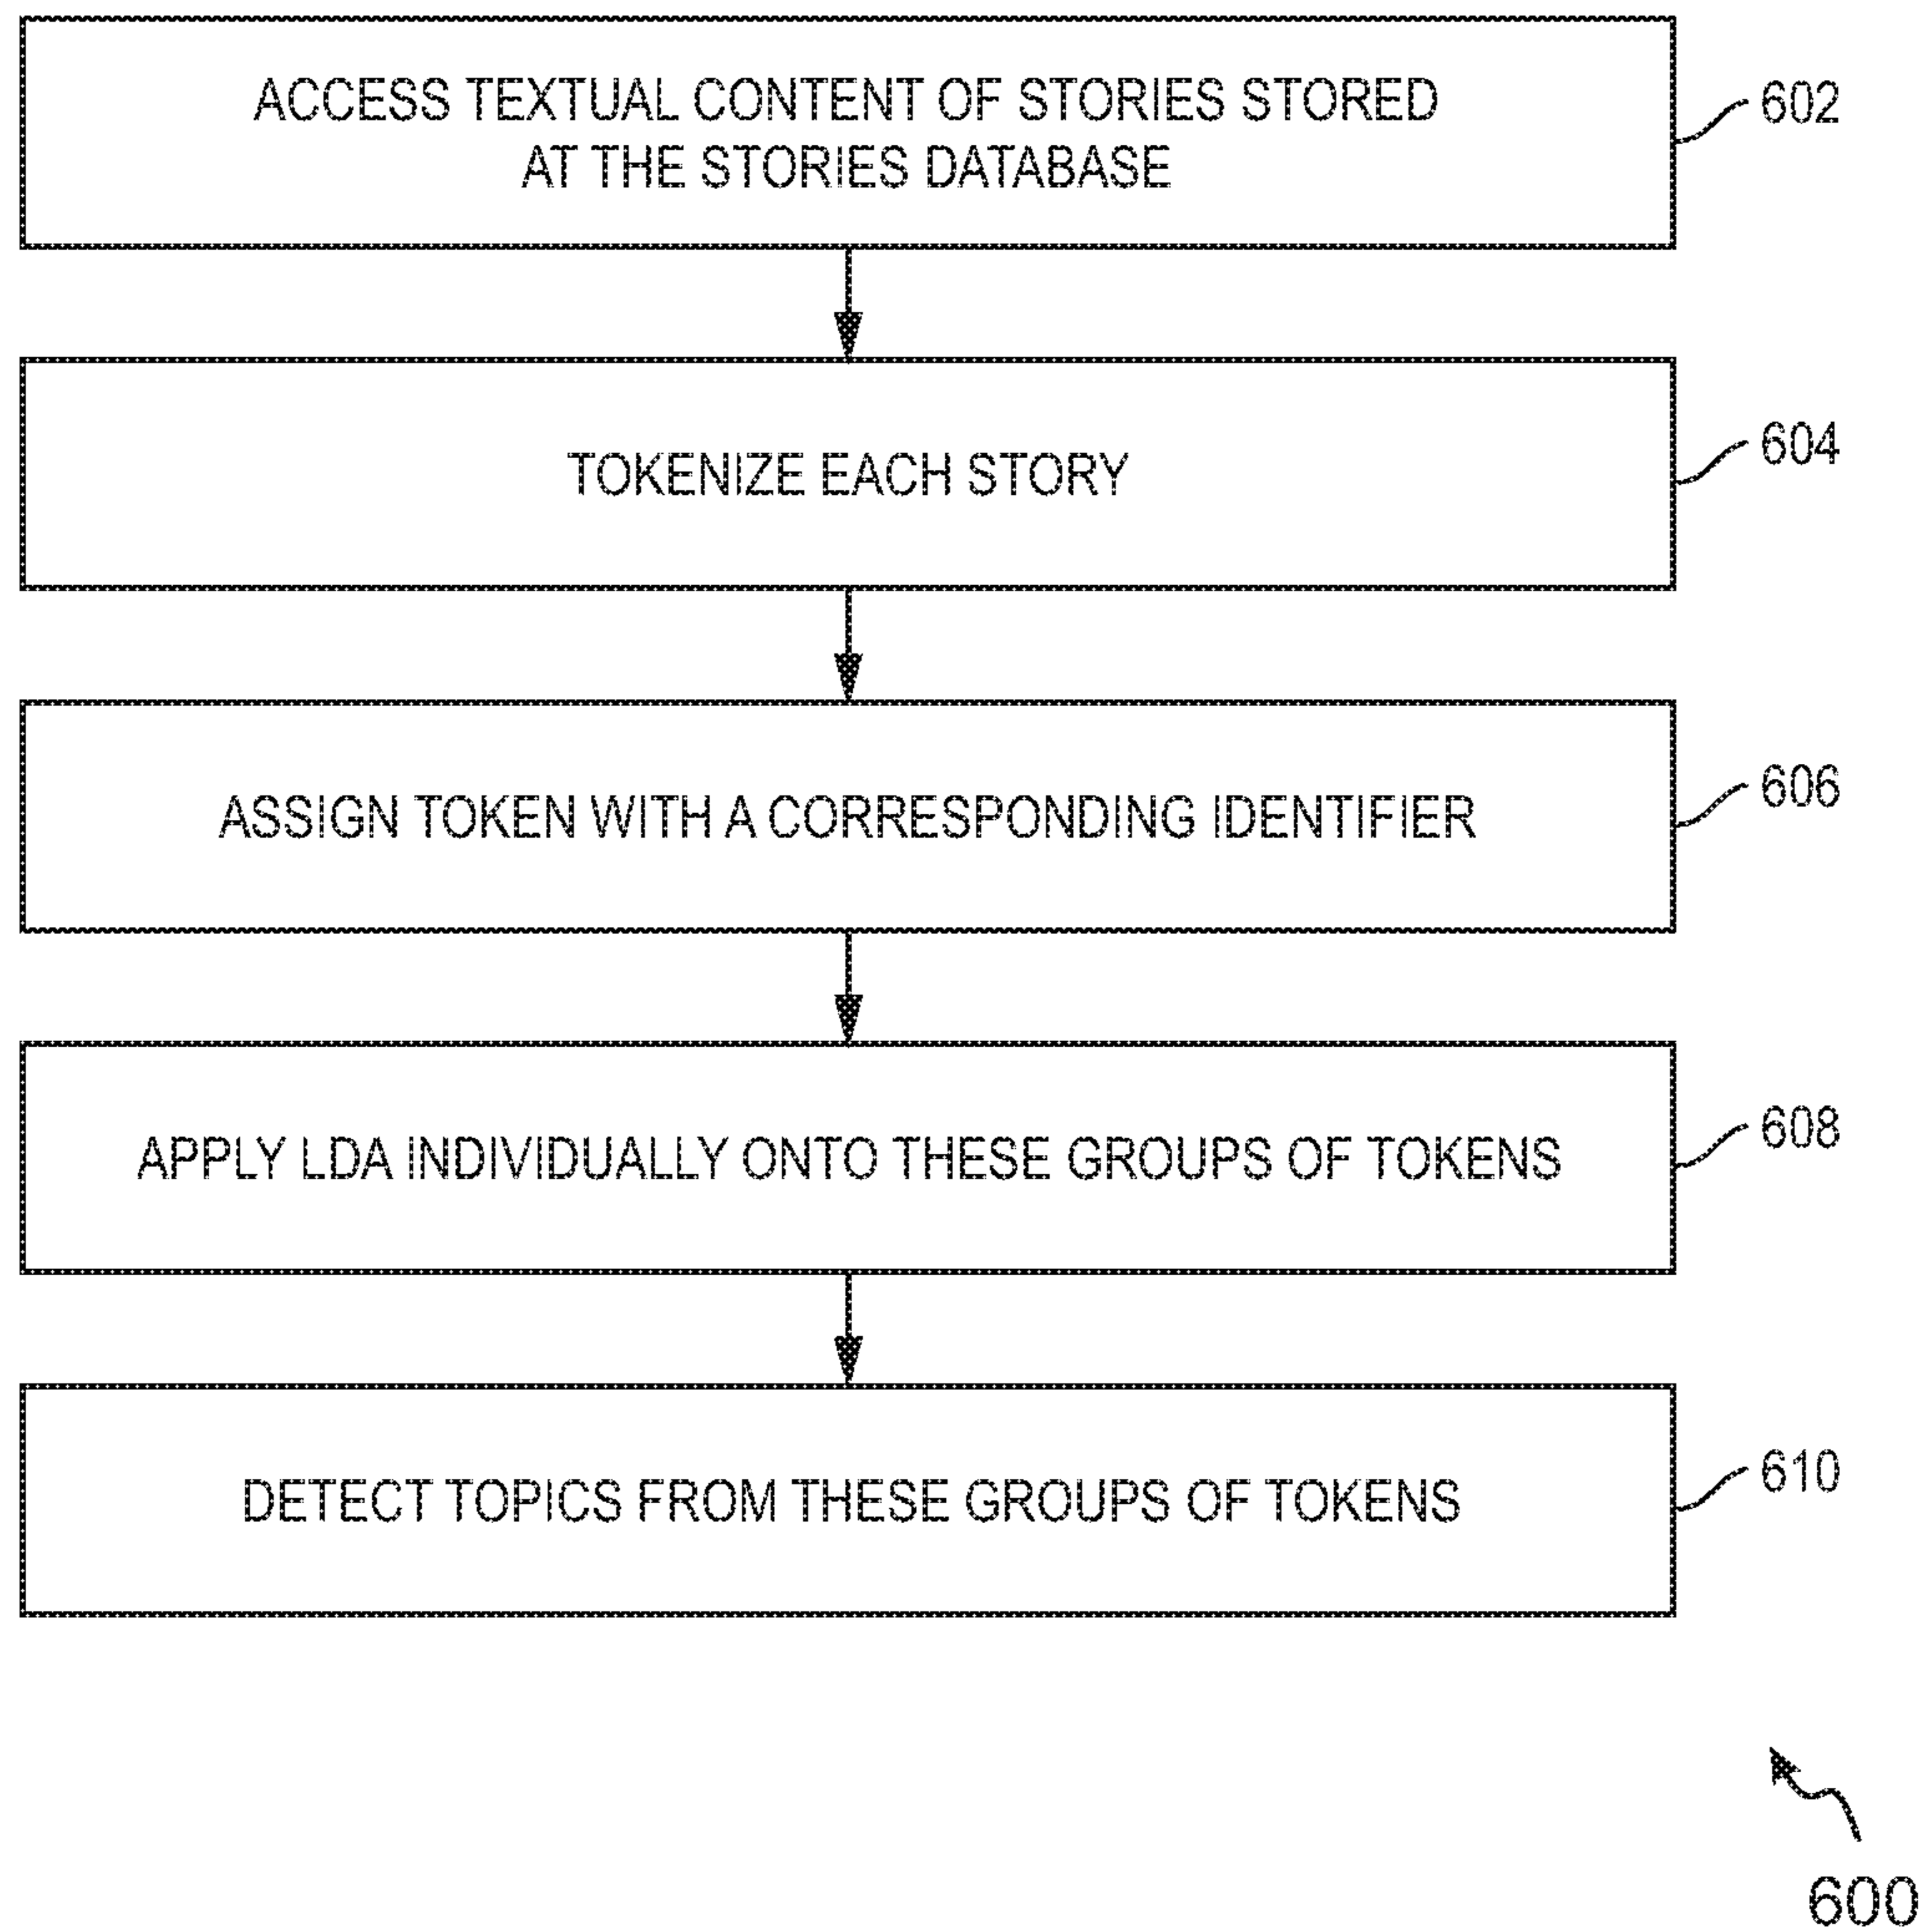 ACCESS TEXTUAL CONTENT OF STORIES STORED
AT THE STORIES DATABASE
602
TOKENIZE EACH STORY
604
ASSIGN TOKEN WITH A CORRESPONDING IDENTIFIER
606
APPLY LDA INDIVIDUALLY ONTO THESE GROUPS OF TOKENS
608
DETECT TOPICS FROM THESE GROUPS OF TOKENS
610
600